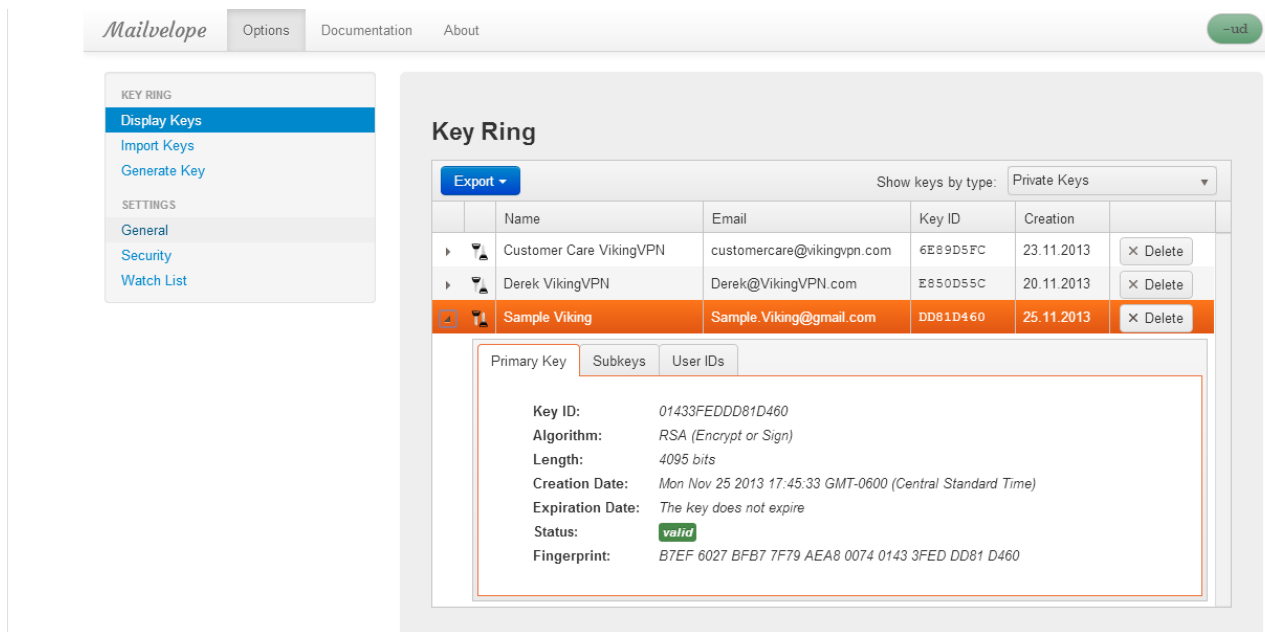 Mailvelope Options Documentation About -ud
KEY RING
Display Keys
Import Keys
Generate Key
SETTINGS
General
Security
Watch List
Key Ring
Export Show keys by type: Private Keys
Name Email Key ID Creation
Customer Care VikingVPN customercare@vikingvpn.com 6E89D5FC 23.11.2013 × Delete
Derek VikingVPN Derek@VikingVPN.com E850D55C 20.11.2013 × Delete
Sample Viking Sample.Viking@gmail.com DD81D460 25.11.2013 × Delete
Primary Key Subkeys User IDs
Key ID: 01433FEDDD81D460
Algorithm: RSA (Encrypt or Sign)
Length: 4095 bits
Creation Date: Mon Nov 25 2013 17:45:33 GMT-0600 (Central Standard Time)
Expiration Date: The key does not expire
Status: valid
Fingerprint: B7EF 6027 BFB7 7F79 AEA8 0074 0143 3FED DD81 D460